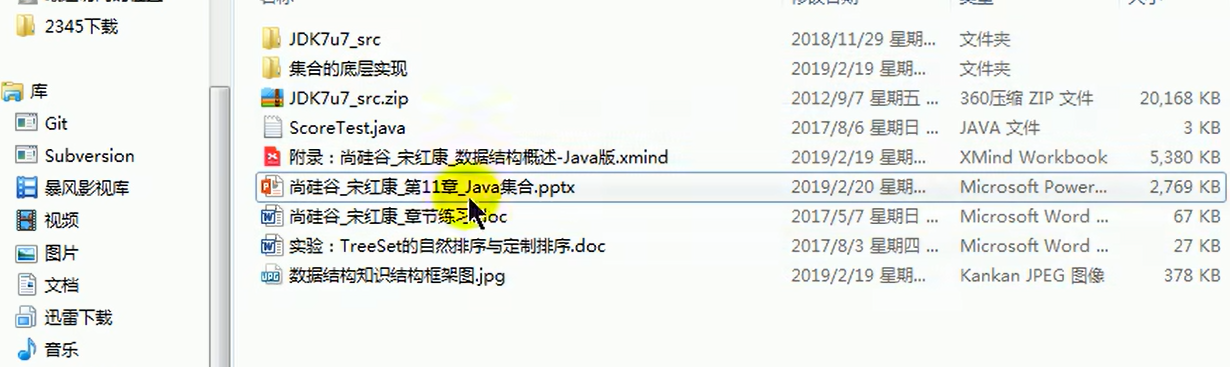 2345下载
库
Git
Subversion
暴风影视库
视频
图片
文档
迅雷下载
音乐
JDK7u7_src 2018/11/29 星期... 文件夹
集合的底层实现 2019/2/19 星期... 文件夹
JDK7u7_src.zip 2012/9/7 星期五 ... 360压缩 ZIP 文件 20,168 KB
ScoreTest.java 2017/8/6 星期日 ... JAVA 文件 3 KB
附录：尚硅谷_宋红康_数据结构概述-Java版.xmind 2019/2/19 星期... XMind Workbook 5,380 KB
尚硅谷_宋红康_第11章_Java集合.pptx 2019/2/20 星期... Microsoft Power... 2,769 KB
尚硅谷_宋红康_章节练习.doc 2017/5/7 星期日 ... Microsoft Word ... 67 KB
实验：TreeSet的自然排序与定制排序.doc 2017/8/3 星期四 ... Microsoft Word ... 27 KB
数据结构知识结构框架图.jpg 2019/2/19 星期... Kankan JPEG 图像 378 KB